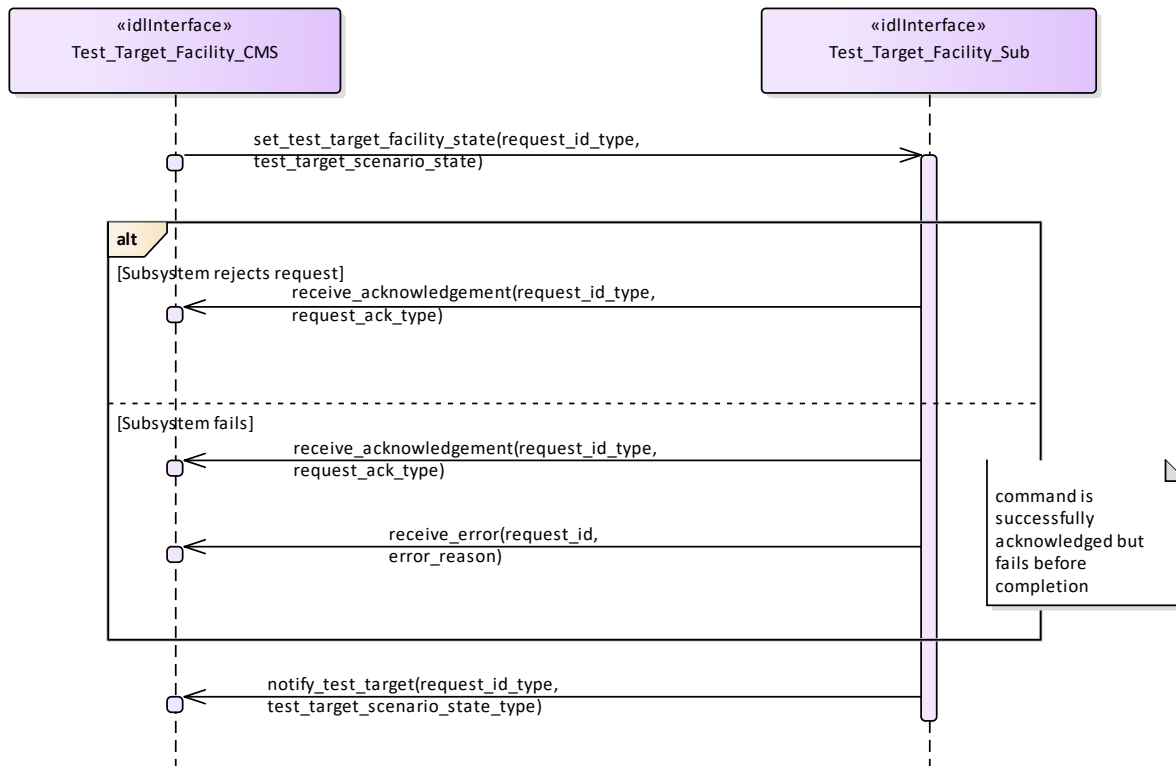 «idlInterface»
Test_Target_Facility_CMS
«idlInterface»
Test_Target_Facility_Sub
set_test_target_facility_state(request_id_type,
test_target_scenario_state)
alt
[Subsystem rejects request]
receive_acknowledgement(request_id_type,
request_ack_type)
[Subsystem fails]
receive_acknowledgement(request_id_type,
request_ack_type)
command is
successfully
acknowledged but
fails before
completion
receive_error(request_id,
error_reason)
notify_test_target(request_id_type,
test_target_scenario_state_type)